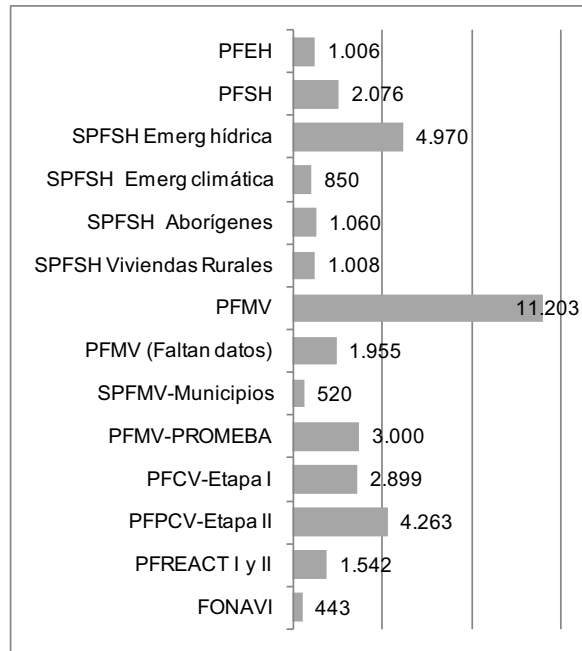 PFEH 1.006
PFSH 2.076
SPFSH Emerg hídrica 4.970
SPFSH Emerg climática 850
SPFSH Aborígenes 1.060
SPFSH Viviendas Rurales 1.008
PFMV 11.203
PFMV (Faltan datos) 1.955
SPFMV-Municipios 520
PFMV-PROMEBA 3.000
PFCV-Etapa I 2.899
PFPCV-Etapa II 4.263
PFREACT I y II 1.542
FONAVI 443